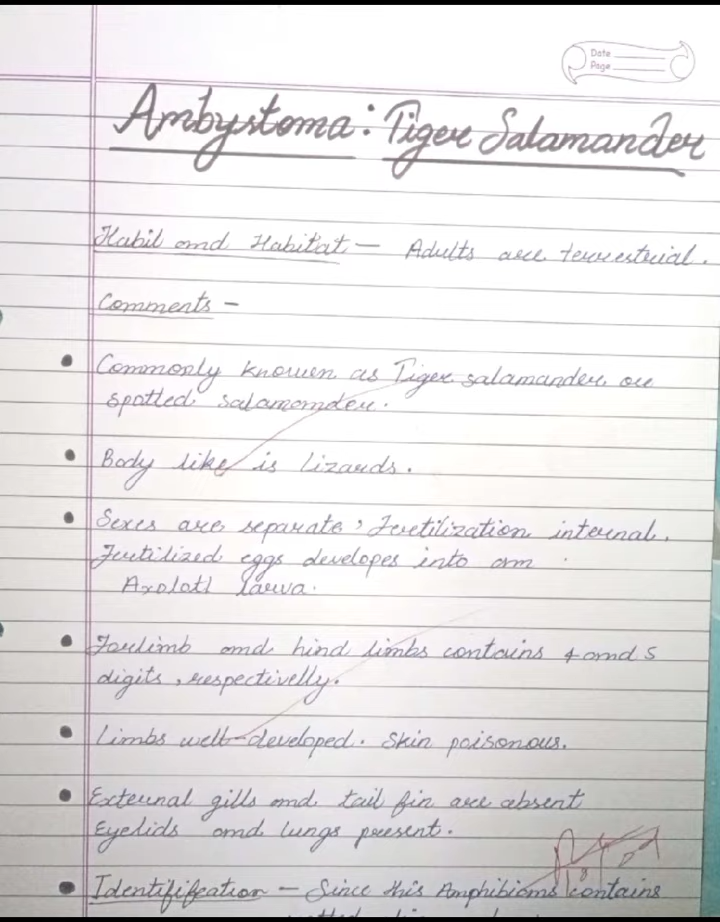 Date
Page
Ambystoma: Tiger Salamander
Habil and Habitat — Adults are terrestrial.
Comments —
• Commonly knowen as Tiger salamander or
spotted salamander.
• Body like is lizards.
• Sexes are separate, Fertilization internal.
Fertilized eggs developes into an
Axolotl larva.
• Forlimb and hind limbs contains 4 and 5
digits, respectivelly.
• Limbs well-developed. Skin poisonous.
• External gills and tail fin are absent
Eyelids and lungs present.
• Identififcation — Since this Amphibians contains